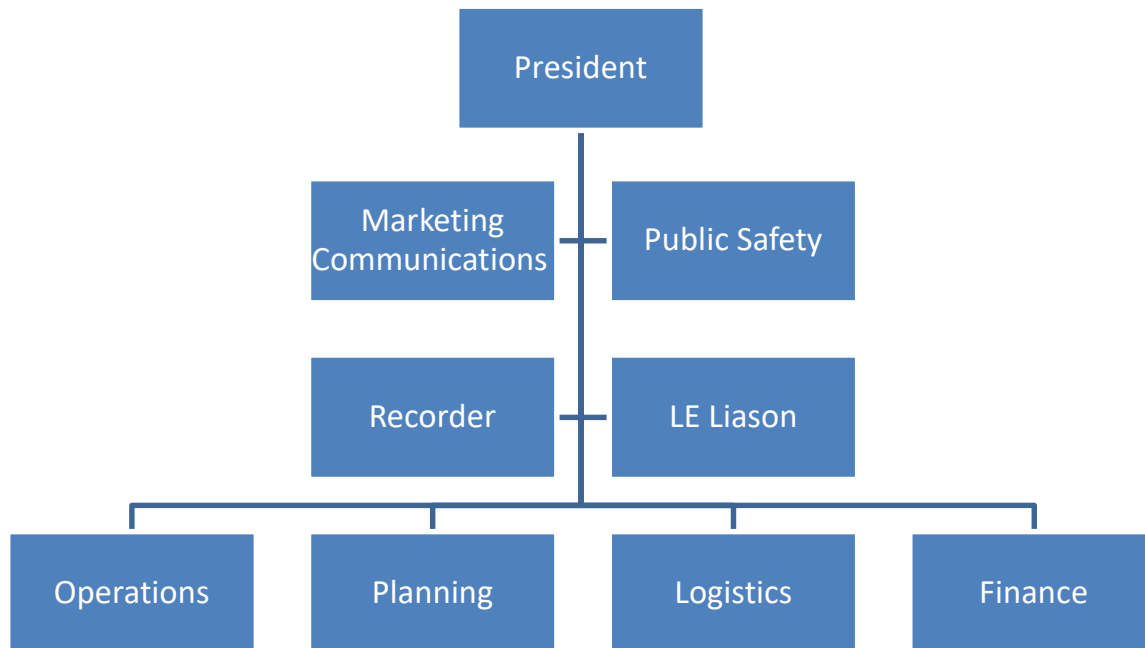 President
Marketing
Communications
Public Safety
Recorder
LE Liason
Operations
Planning
Logistics
Finance